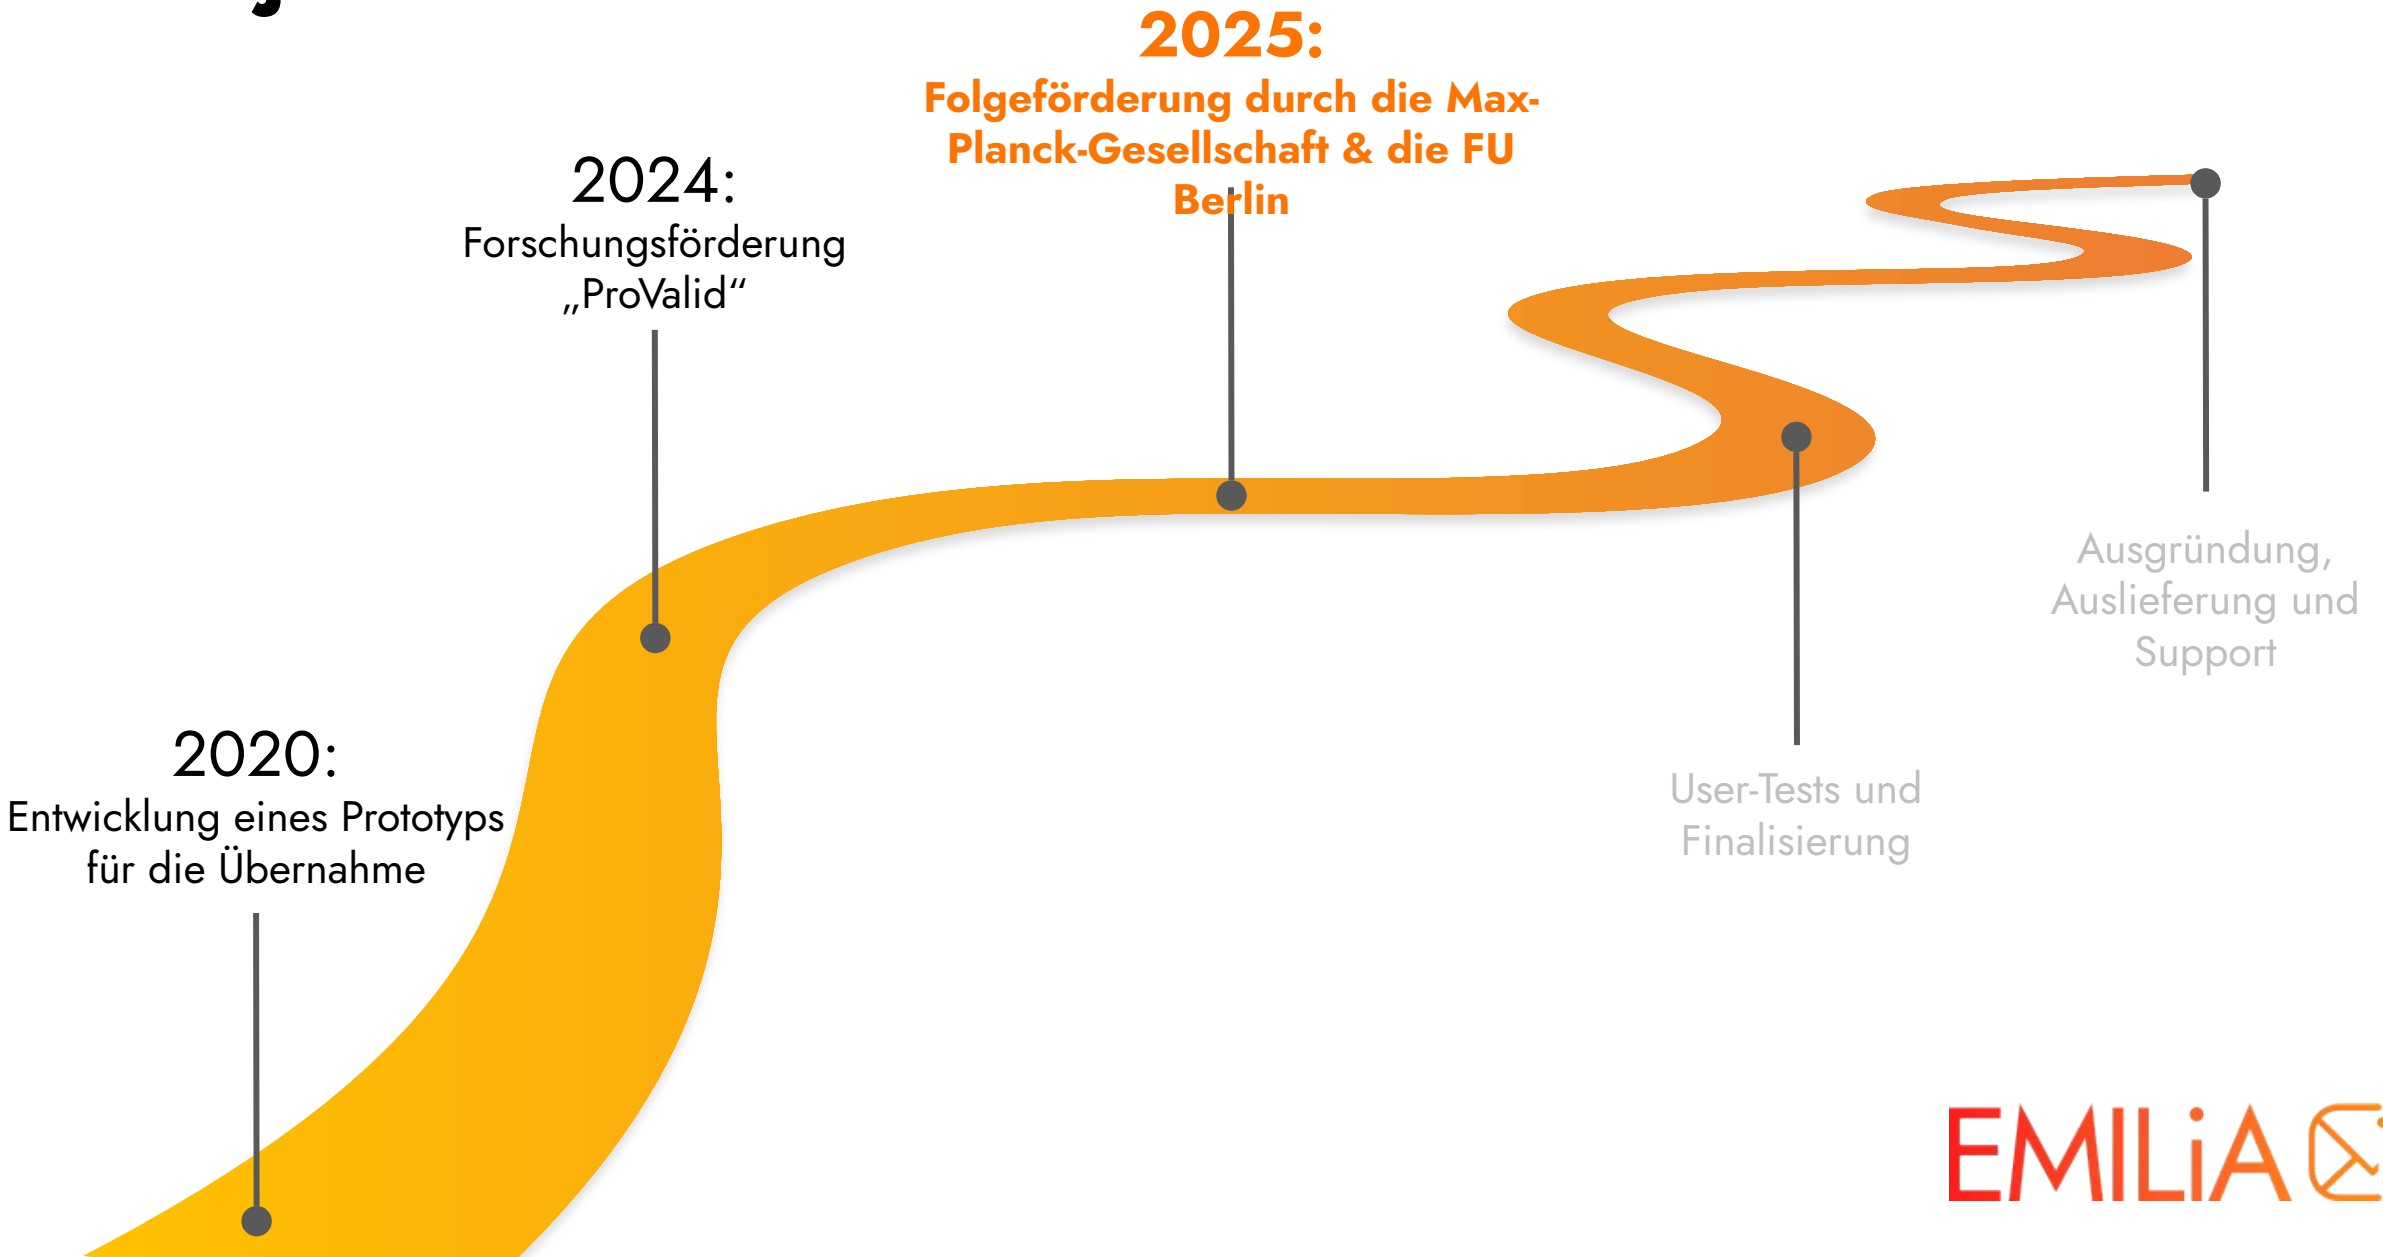 2025:
Folgeförderung durch die Max-
Planck-Gesellschaft & die FU
Berlin
2024:
Forschungsförderung
„ProValid“
Ausgründung,
Auslieferung und
Support
2020:
Entwicklung eines Prototyps
für die Übernahme
User-Tests und
Finalisierung
EMILiA